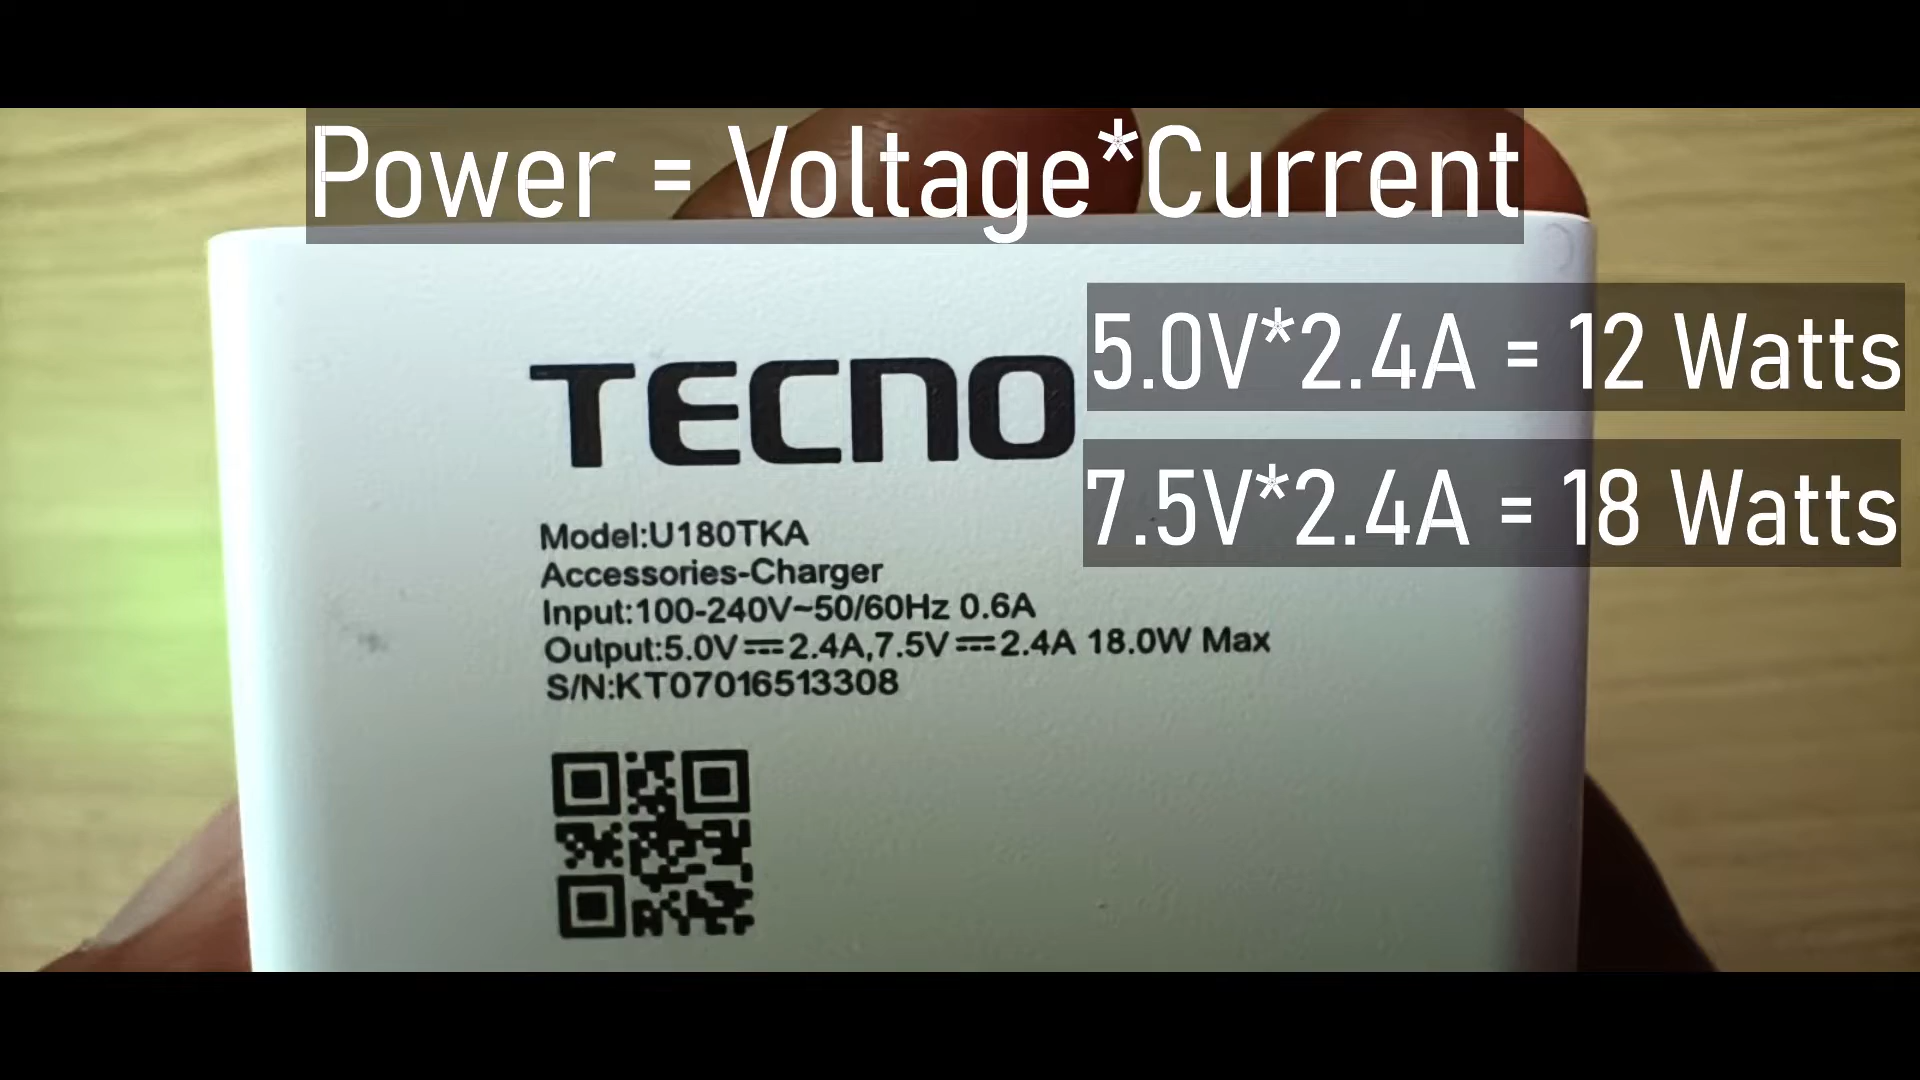 Power = Voltage*Current
5.0V*2.4A = 12 Watts
7.5V*2.4A = 18 Watts
TECNO
Model:U180TKA
Accessories-Charger
Input:100-240V~50/60Hz 0.6A
Output:5.0V⎓2.4A,7.5V⎓2.4A 18.0W Max
S/N:KT07016513308